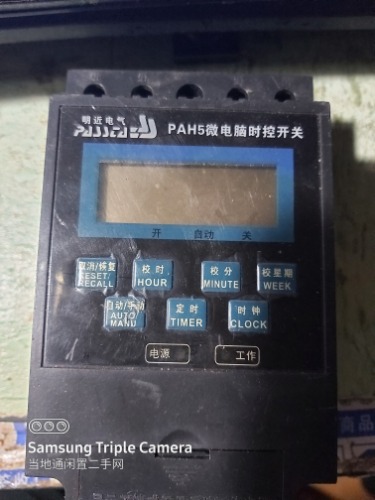 明近电气
PAH5微电脑时控开关
开 自动 关
取消/恢复
RESET/
RECALL
校时
HOUR
校分
MINUTE
校星期
WEEK
自动/手动
AUTO
MANU
定时
TIMER
时钟
CLOCK
电源
工作
商品
Samsung Triple Camera
当地通闲置二手网